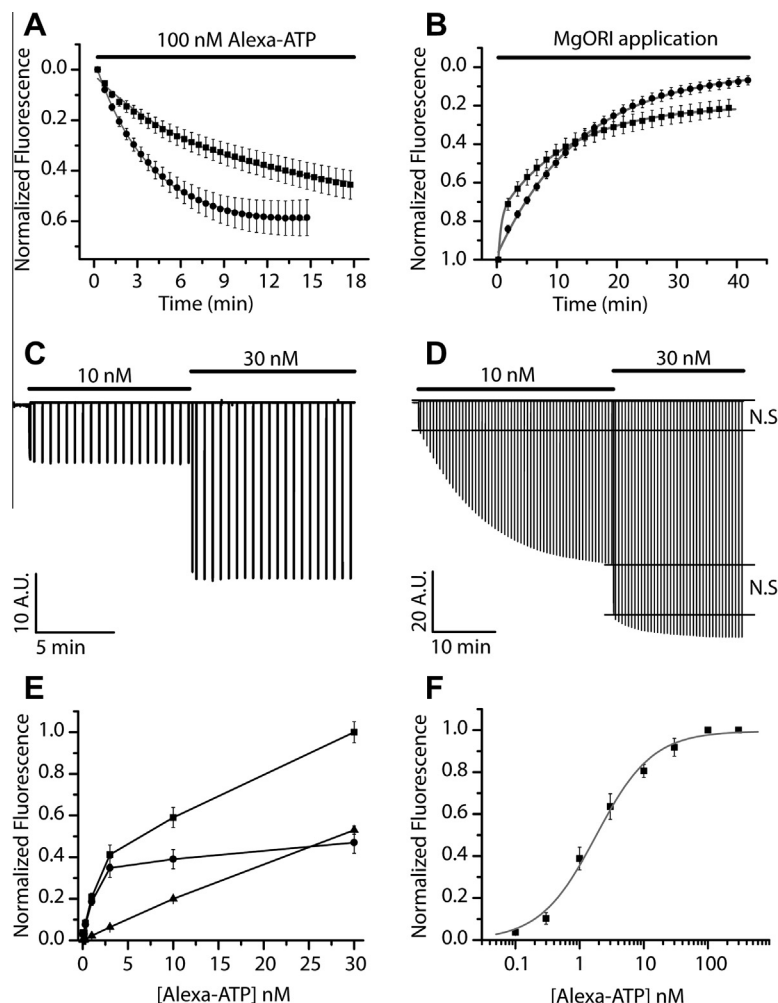 A
100 nM Alexa-ATP
0.0
0.2
0.4
0.6
Normalized Fluorescence
0 3 6 9 12 15 18
Time (min)
B
MgORI application
0.0
0.2
0.4
0.6
0.8
1.0
Normalized Fluorescence
0 10 20 30 40
Time (min)
C
10 nM
30 nM
10 A.U.
5 min
D
10 nM
30 nM
N.S
N.S
20 A.U.
10 min
E
1.0
0.8
0.6
0.4
0.2
0.0
Normalized Fluorescence
0 5 10 15 20 25 30
[Alexa-ATP] nM
F
1.0
0.8
0.6
0.4
0.2
0.0
Normalized Fluorescence
0.1 1 10 100
[Alexa-ATP] nM